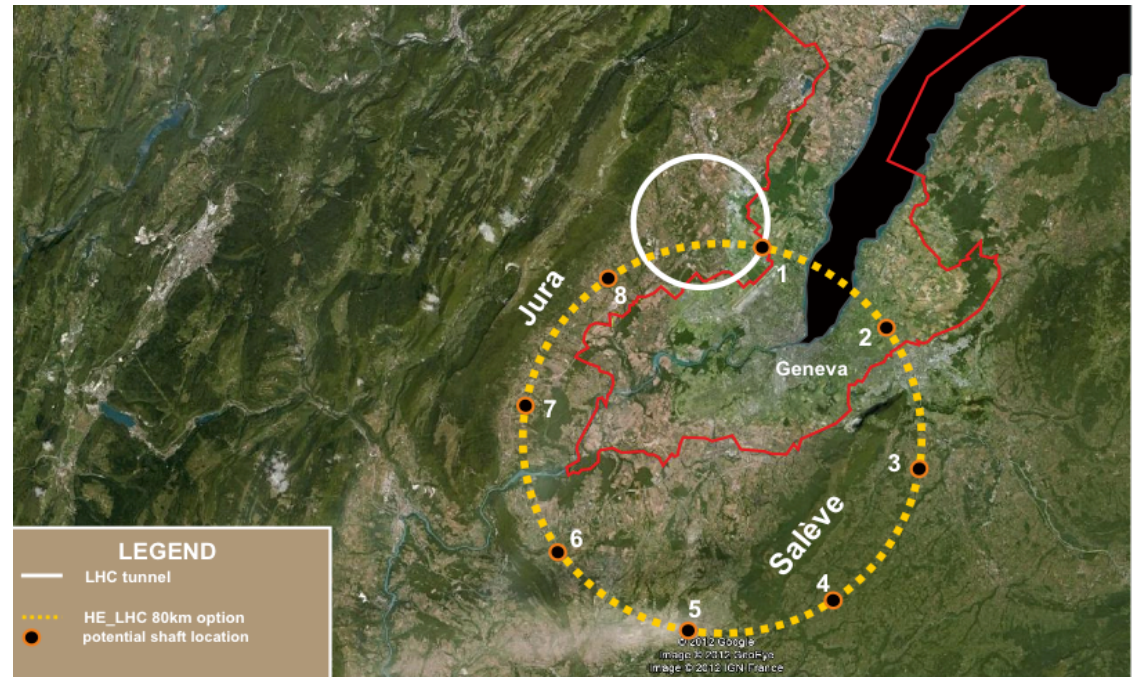 1
8
Jura
2
Geneva
7
3
Salève
6
4
5
LEGEND
LHC tunnel
HE_LHC 80km option
potential shaft location
© 2012 Google
Image © 2012 GeoEye
Image © 2012 IGN France